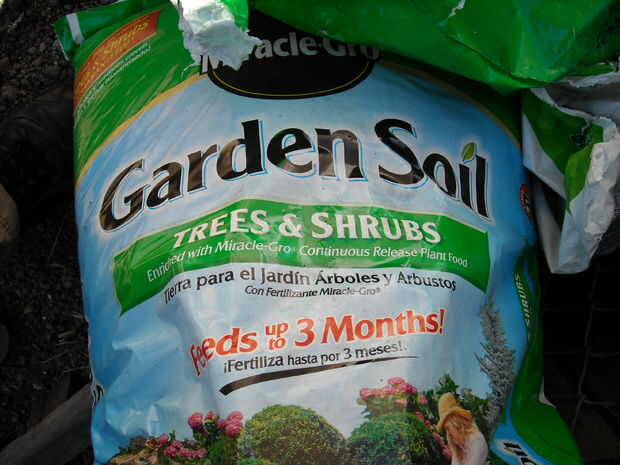 Miracle-Gro
Garden Soil
TREES & SHRUBS
Enriched with Miracle-Gro® Continuous Release Plant Food
Tierra para el Jardín Árboles y Arbustos
Con Fertilizante Miracle-Gro®
Feeds up to 3 Months!
¡Fertiliza hasta por 3 meses!
SHRUBS